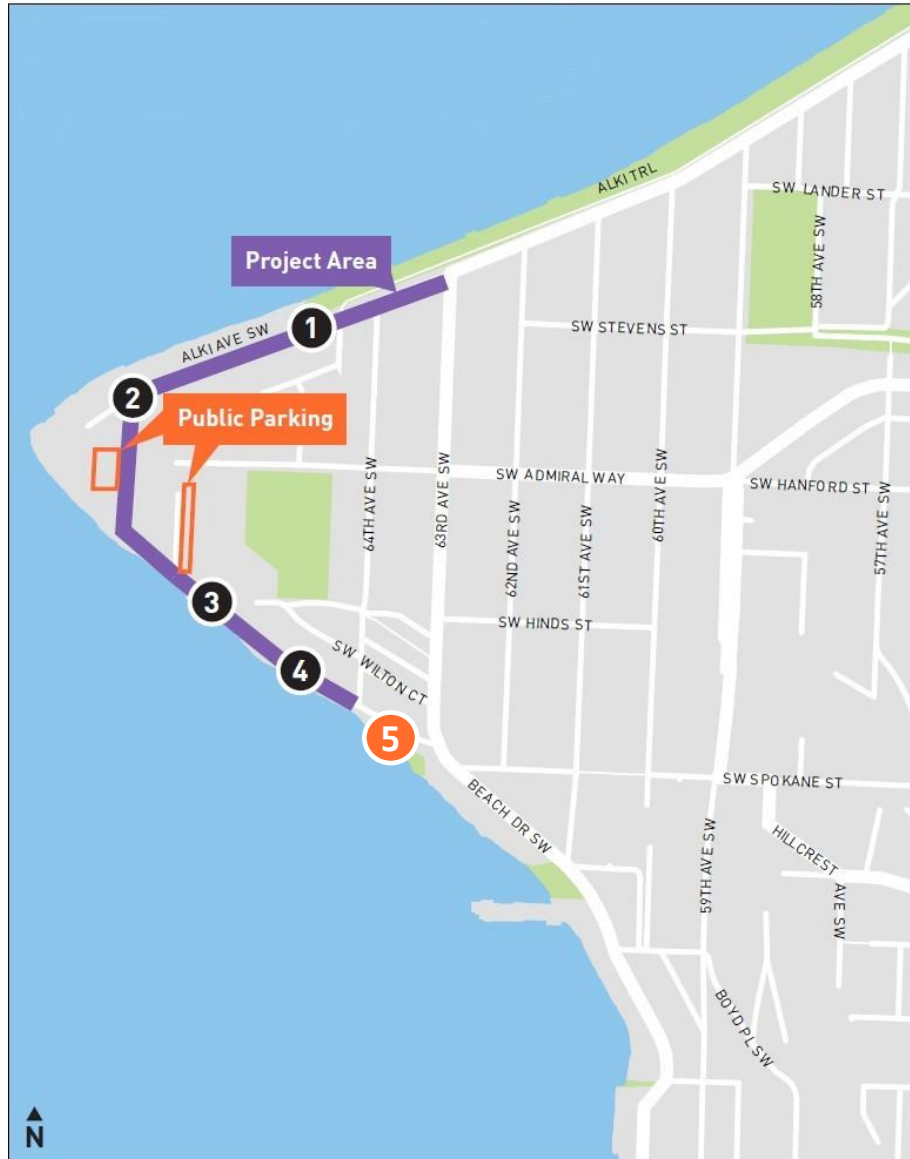 ALKI TRL
SW LANDER ST
58TH AVE SW
Project Area
SW STEVENS ST
1
ALKI AVE SW
2
Public Parking
SW ADMIRAL WAY
SW HANFORD ST
64TH AVE SW
63RD AVE SW
62ND AVE SW
61ST AVE SW
60TH AVE SW
57TH AVE SW
3
SW HINDS ST
4
SW WILTON CT
5
SW SPOKANE ST
BEACH DR SW
59TH AVE SW
HILLCREST
AVE SW
BOYD PL SW
N